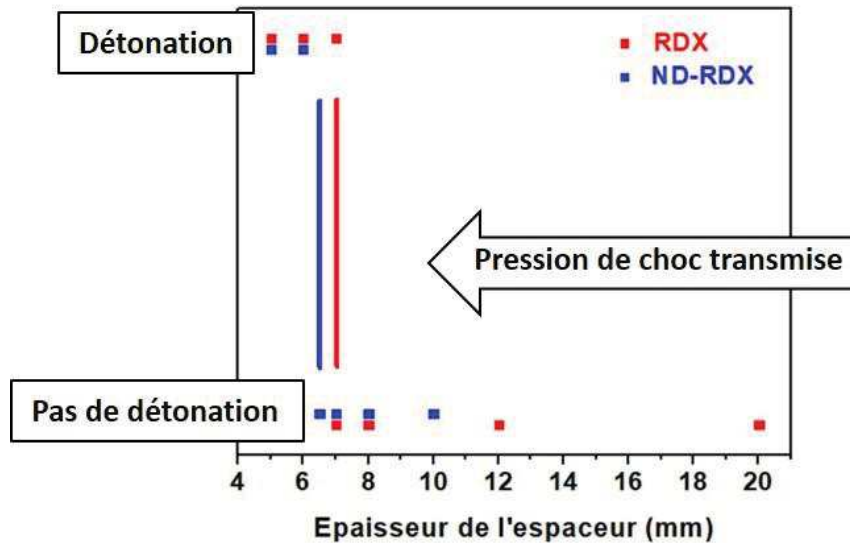 Détonation
RDX
ND-RDX
Pression de choc transmise
Pas de détonation
4 6 8 10 12 14 16 18 20
Epaisseur de l'espaceur (mm)